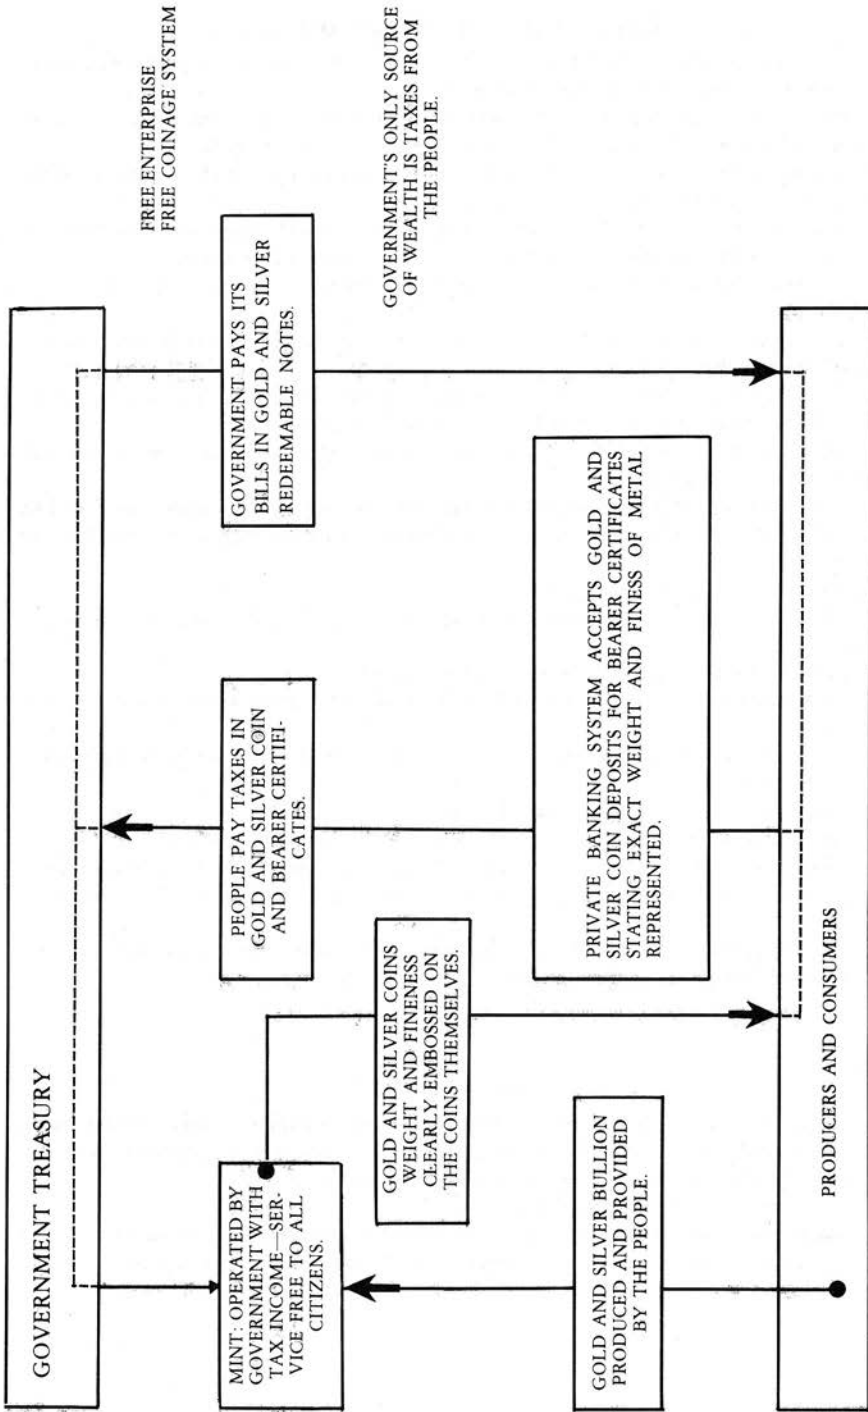 FREE ENTERPRISE
FREE COINAGE SYSTEM
GOVERNMENT TREASURY
MINT: OPERATED BY
GOVERNMENT WITH
TAX INCOME—SER-
VICE FREE TO ALL
CITIZENS.
PEOPLE PAY TAXES IN
GOLD AND SILVER COIN
AND BEARER CERTIFI-
CATES.
GOVERNMENT PAYS ITS
BILLS IN GOLD AND SILVER
REDEEMABLE NOTES.
GOLD AND SILVER COINS
WEIGHT AND FINENESS
CLEARLY EMBOSSED ON
THE COINS THEMSELVES.
GOVERNMENT'S ONLY SOURCE
OF WEALTH IS TAXES FROM
THE PEOPLE.
GOLD AND SILVER BULLION
PRODUCED AND PROVIDED
BY THE PEOPLE.
PRIVATE BANKING SYSTEM ACCEPTS GOLD AND
SILVER COIN DEPOSITS FOR BEARER CERTIFICATES
STATING EXACT WEIGHT AND FINESS OF METAL
REPRESENTED.
PRODUCERS AND CONSUMERS